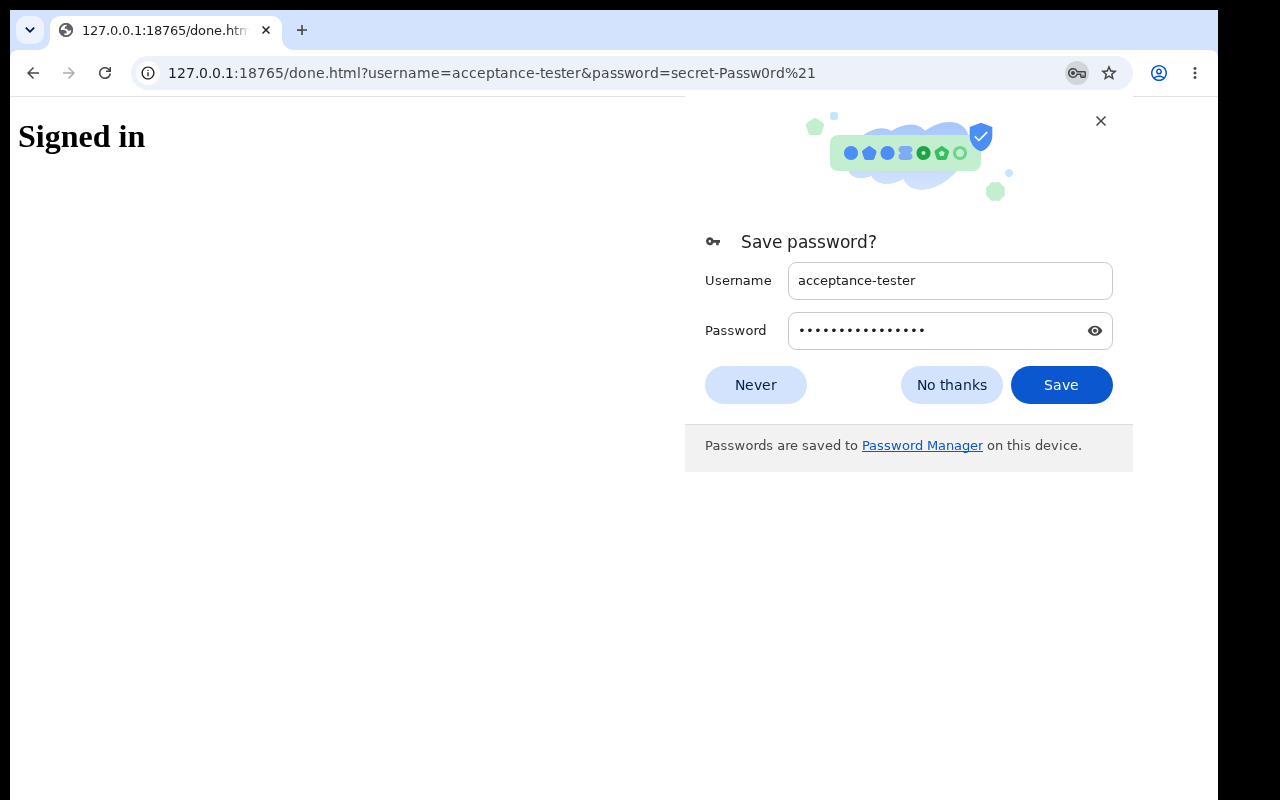 127.0.0.1:18765/done.htm
127.0.0.1:18765/done.html?username=acceptance-tester&password=secret-Passw0rd%21
Signed in
Save password?
Username acceptance-tester
Password ••••••••••••••••
Never No thanks Save
Passwords are saved to Password Manager on this device.